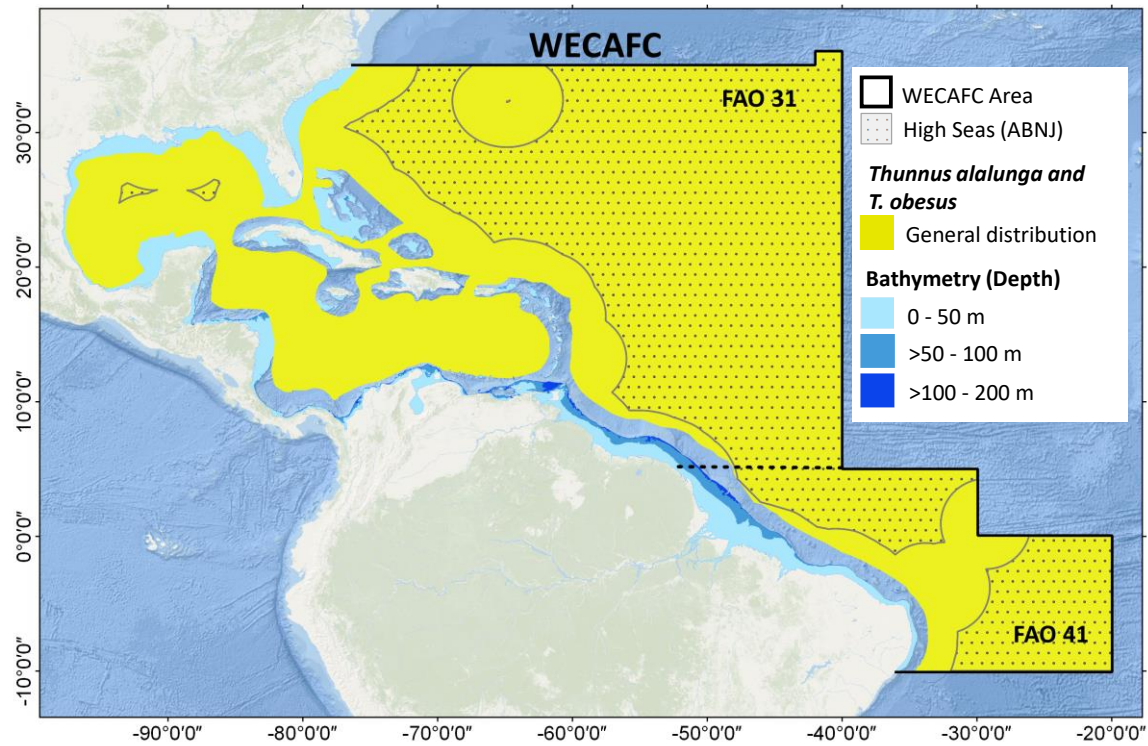 WECAFC
FAO 31
WECAFC Area
High Seas (ABNJ)
Thunnus alalunga and
T. obesus
General distribution
Bathymetry (Depth)
0 - 50 m
>50 - 100 m
>100 - 200 m
FAO 41
30°0'0"
20°0'0"
10°0'0"
0°0'0"
-10°0'0"
-90°0'0"
-80°0'0"
-70°0'0"
-60°0'0"
-50°0'0"
-40°0'0"
-30°0'0"
-20°0'0"